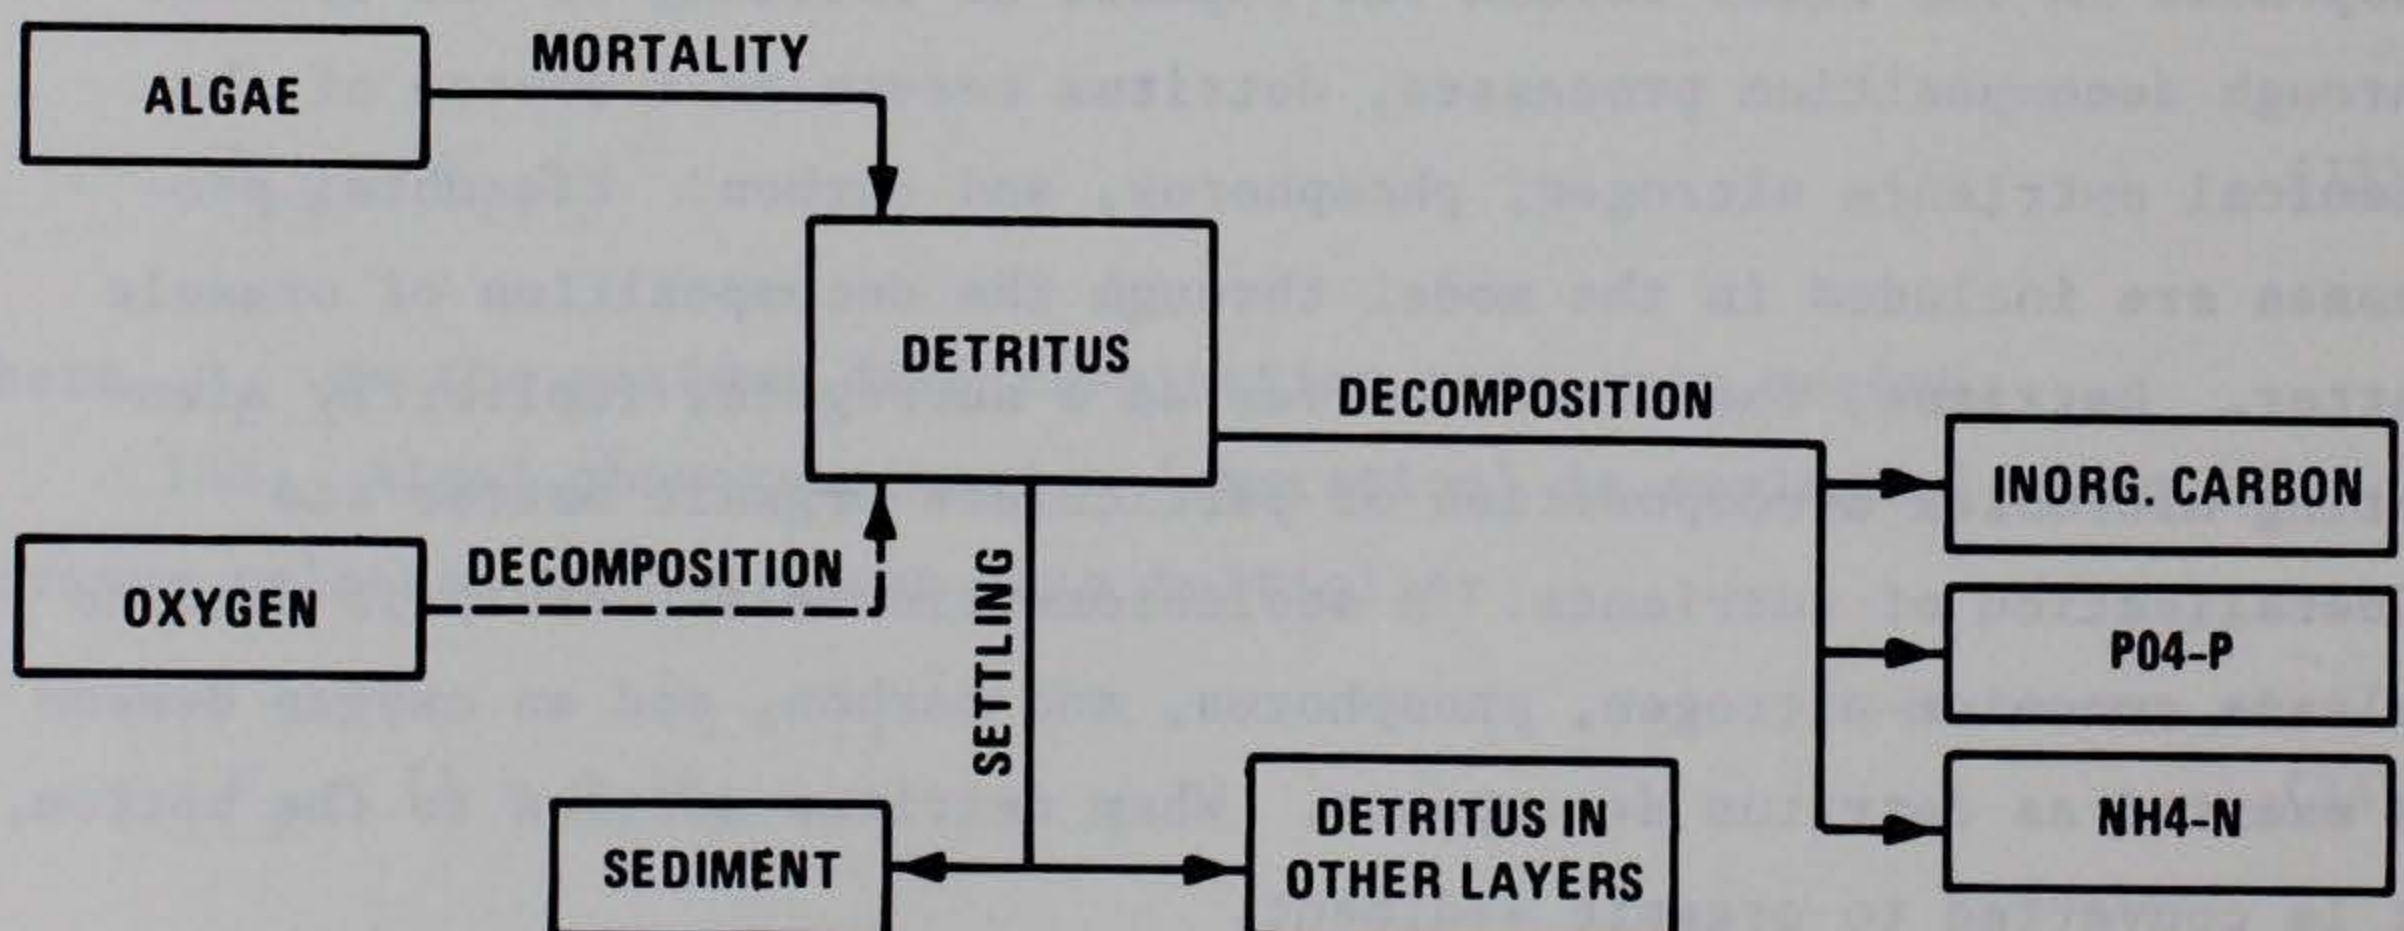 ALGAE
MORTALITY
DETRITUS
DECOMPOSITION
INORG. CARBON
OXYGEN
DECOMPOSITION
SETTLING
PO4-P
NH4-N
SEDIMENT
DETRITUS IN
OTHER LAYERS